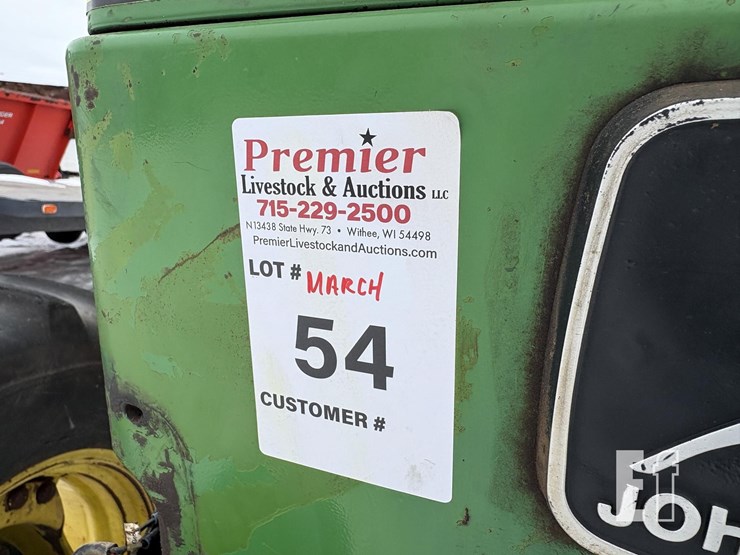 Premier
Livestock & Auctions LLC
715-229-2500
N13438 State Hwy. 73 • Withee, WI 54498
PremierLivestockandAuctions.com
LOT # MARCH
54
CUSTOMER #
JOH